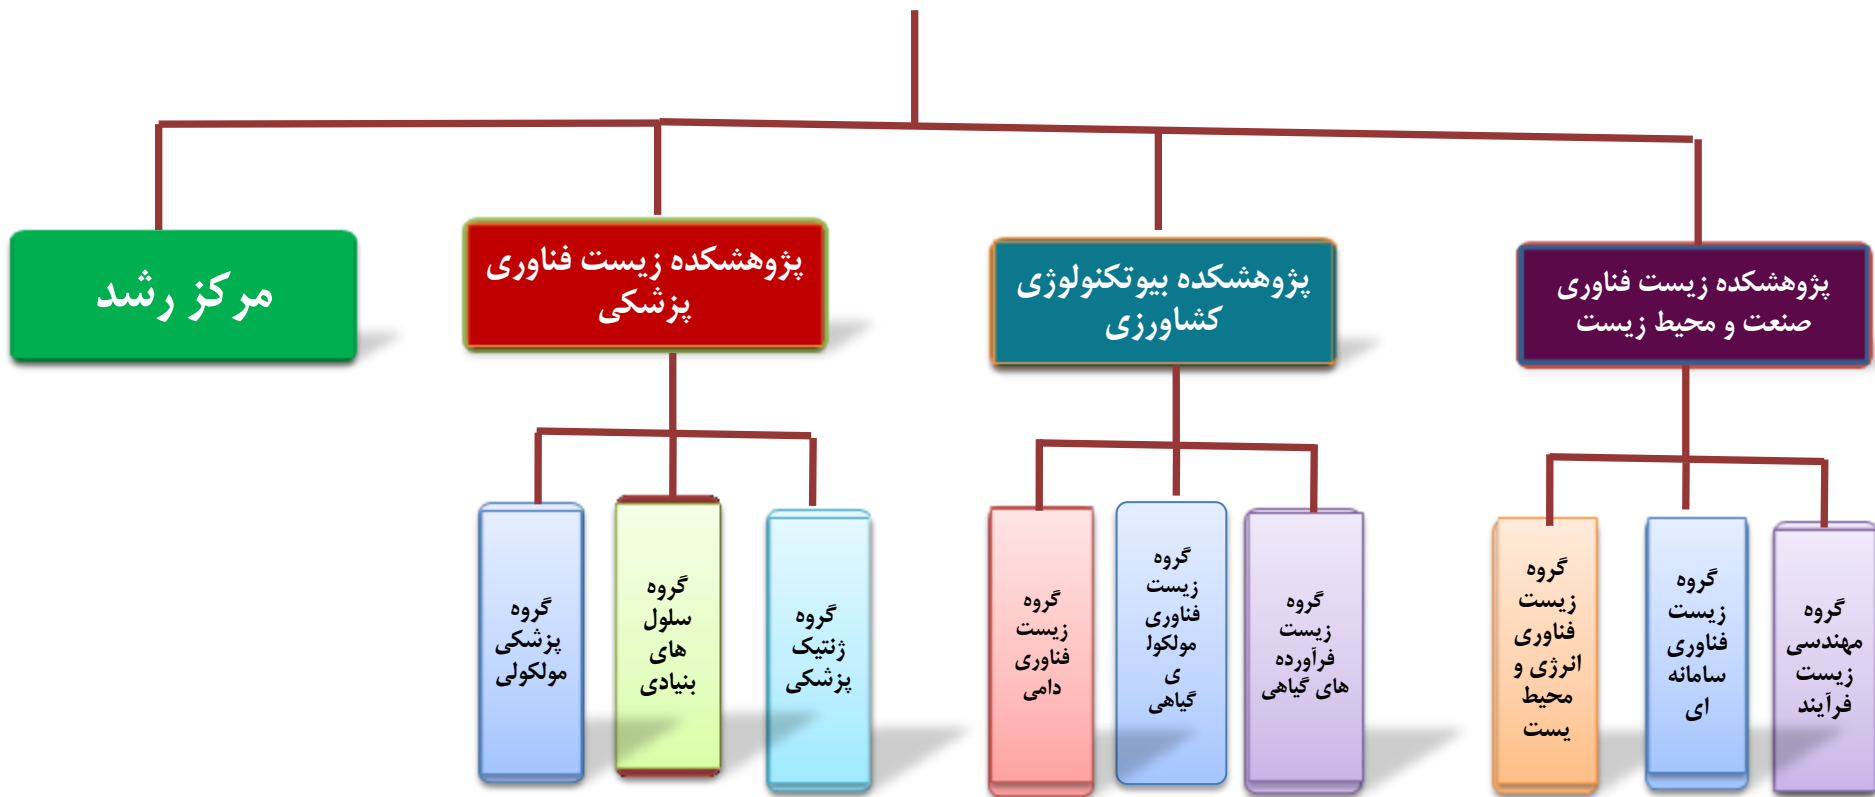 پژوهشکده زیست فناوری
صنعت و محیط زیست
پژوهشکده بیوتکنولوژی
کشاورزی
پژوهشکده زیست فناوری
پزشکی
مرکز رشد
گروه
مهندسی
زیست
فرآیند
گروه
زیست
فناوری
سامانه
ای
گروه
زیست
فناوری
انرژی و
محیط
یست
گروه
زیست
فرآورده
های گیاهی
گروه
زیست
فناوری
مولکول
ی
گیاهی
گروه
زیست
فناوری
دامی
گروه
ژنتیک
پزشکی
گروه
سلول
های
بنیادی
گروه
پزشکی
مولکولی